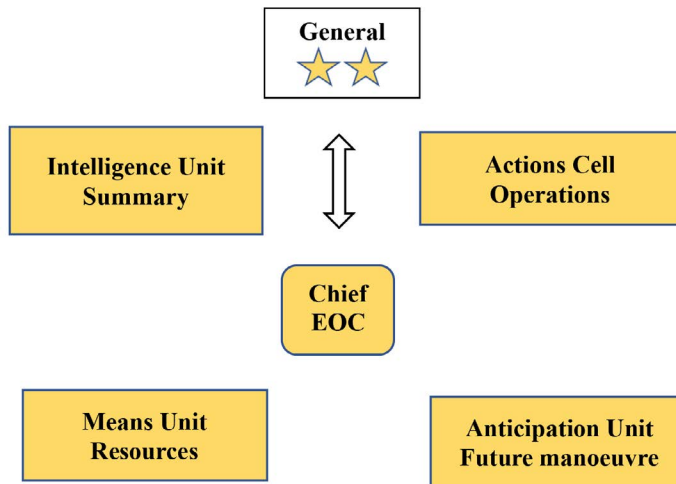 General
Intelligence Unit
Summary
Actions Cell
Operations
Chief
EOC
Means Unit
Resources
Anticipation Unit
Future manoeuvre